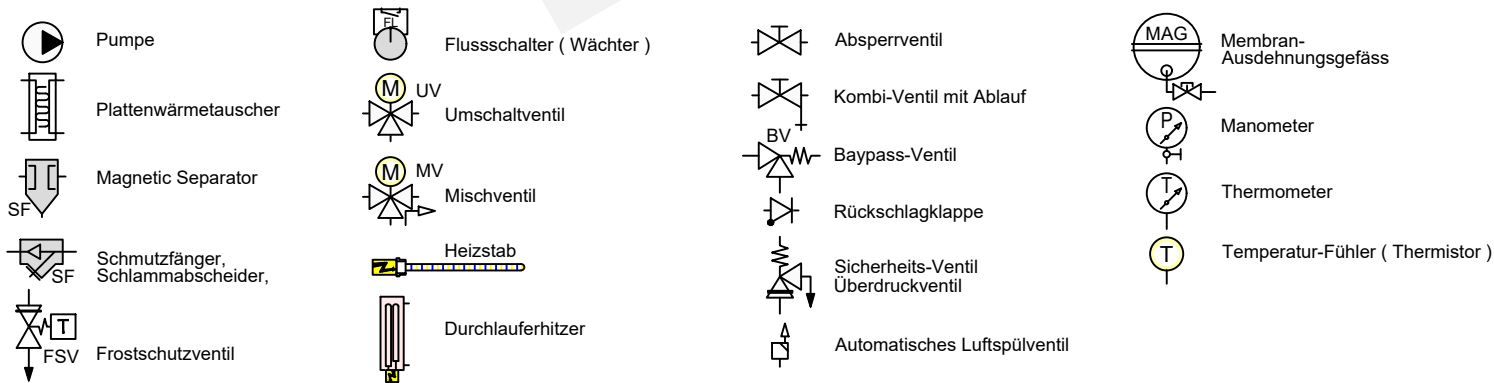 Pumpe
Plattenwärmetauscher
Magnetic Separator
SF
Schmutzfänger,
Schlammabscheider,
SF
T
FSV
Frostschutzventil
FL
Flussschalter ( Wächter )
M
UV
Umschaltventil
M
MV
Mischventil
Heizstab
Durchlauferhitzer
Absperrventil
Kombi-Ventil mit Ablauf
BV
Baypass-Ventil
Rückschlagklappe
Sicherheits-Ventil
Überdruckventil
Automatisches Luftspülventil
MAG
Membran-
Ausdehnungsgefäss
P
Manometer
T
Thermometer
T
Temperatur-Fühler ( Thermistor )